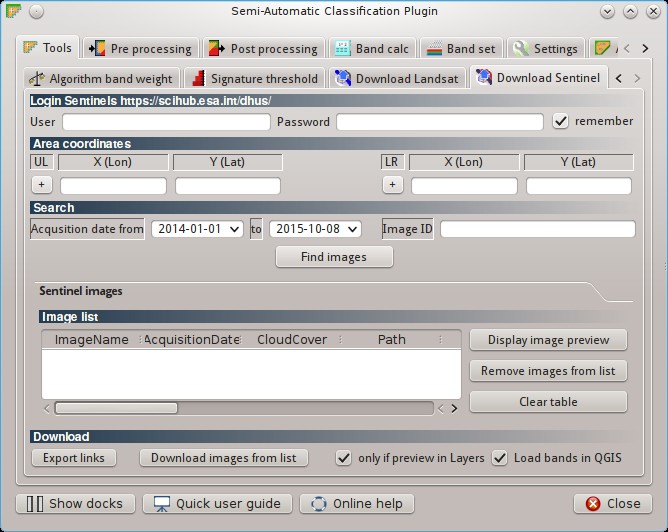 Semi-Automatic Classification Plugin
Tools Pre processing Post processing Band calc Band set Settings
Algorithm band weight Signature threshold Download Landsat Download Sentinel
Login Sentinels https://scihub.esa.int/dhus/
User Password remember
Area coordinates
UL X (Lon) Y (Lat) LR X (Lon) Y (Lat)
+ +
Search
Acqusition date from 2014-01-01 to 2015-10-08 Image ID
Find images
Sentinel images
Image list
ImageName AcquisitionDate CloudCover Path Display image preview
Remove images from list
Clear table
Download
Export links Download images from list only if preview in Layers Load bands in QGIS
Show docks Quick user guide Online help Close